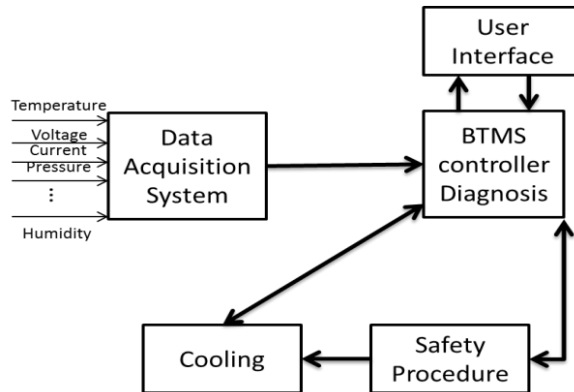 User
Interface
Temperature
Voltage
Current
Pressure
⋮
Humidity
Data
Acquisition
System
BTMS
controller
Diagnosis
Cooling
Safety
Procedure